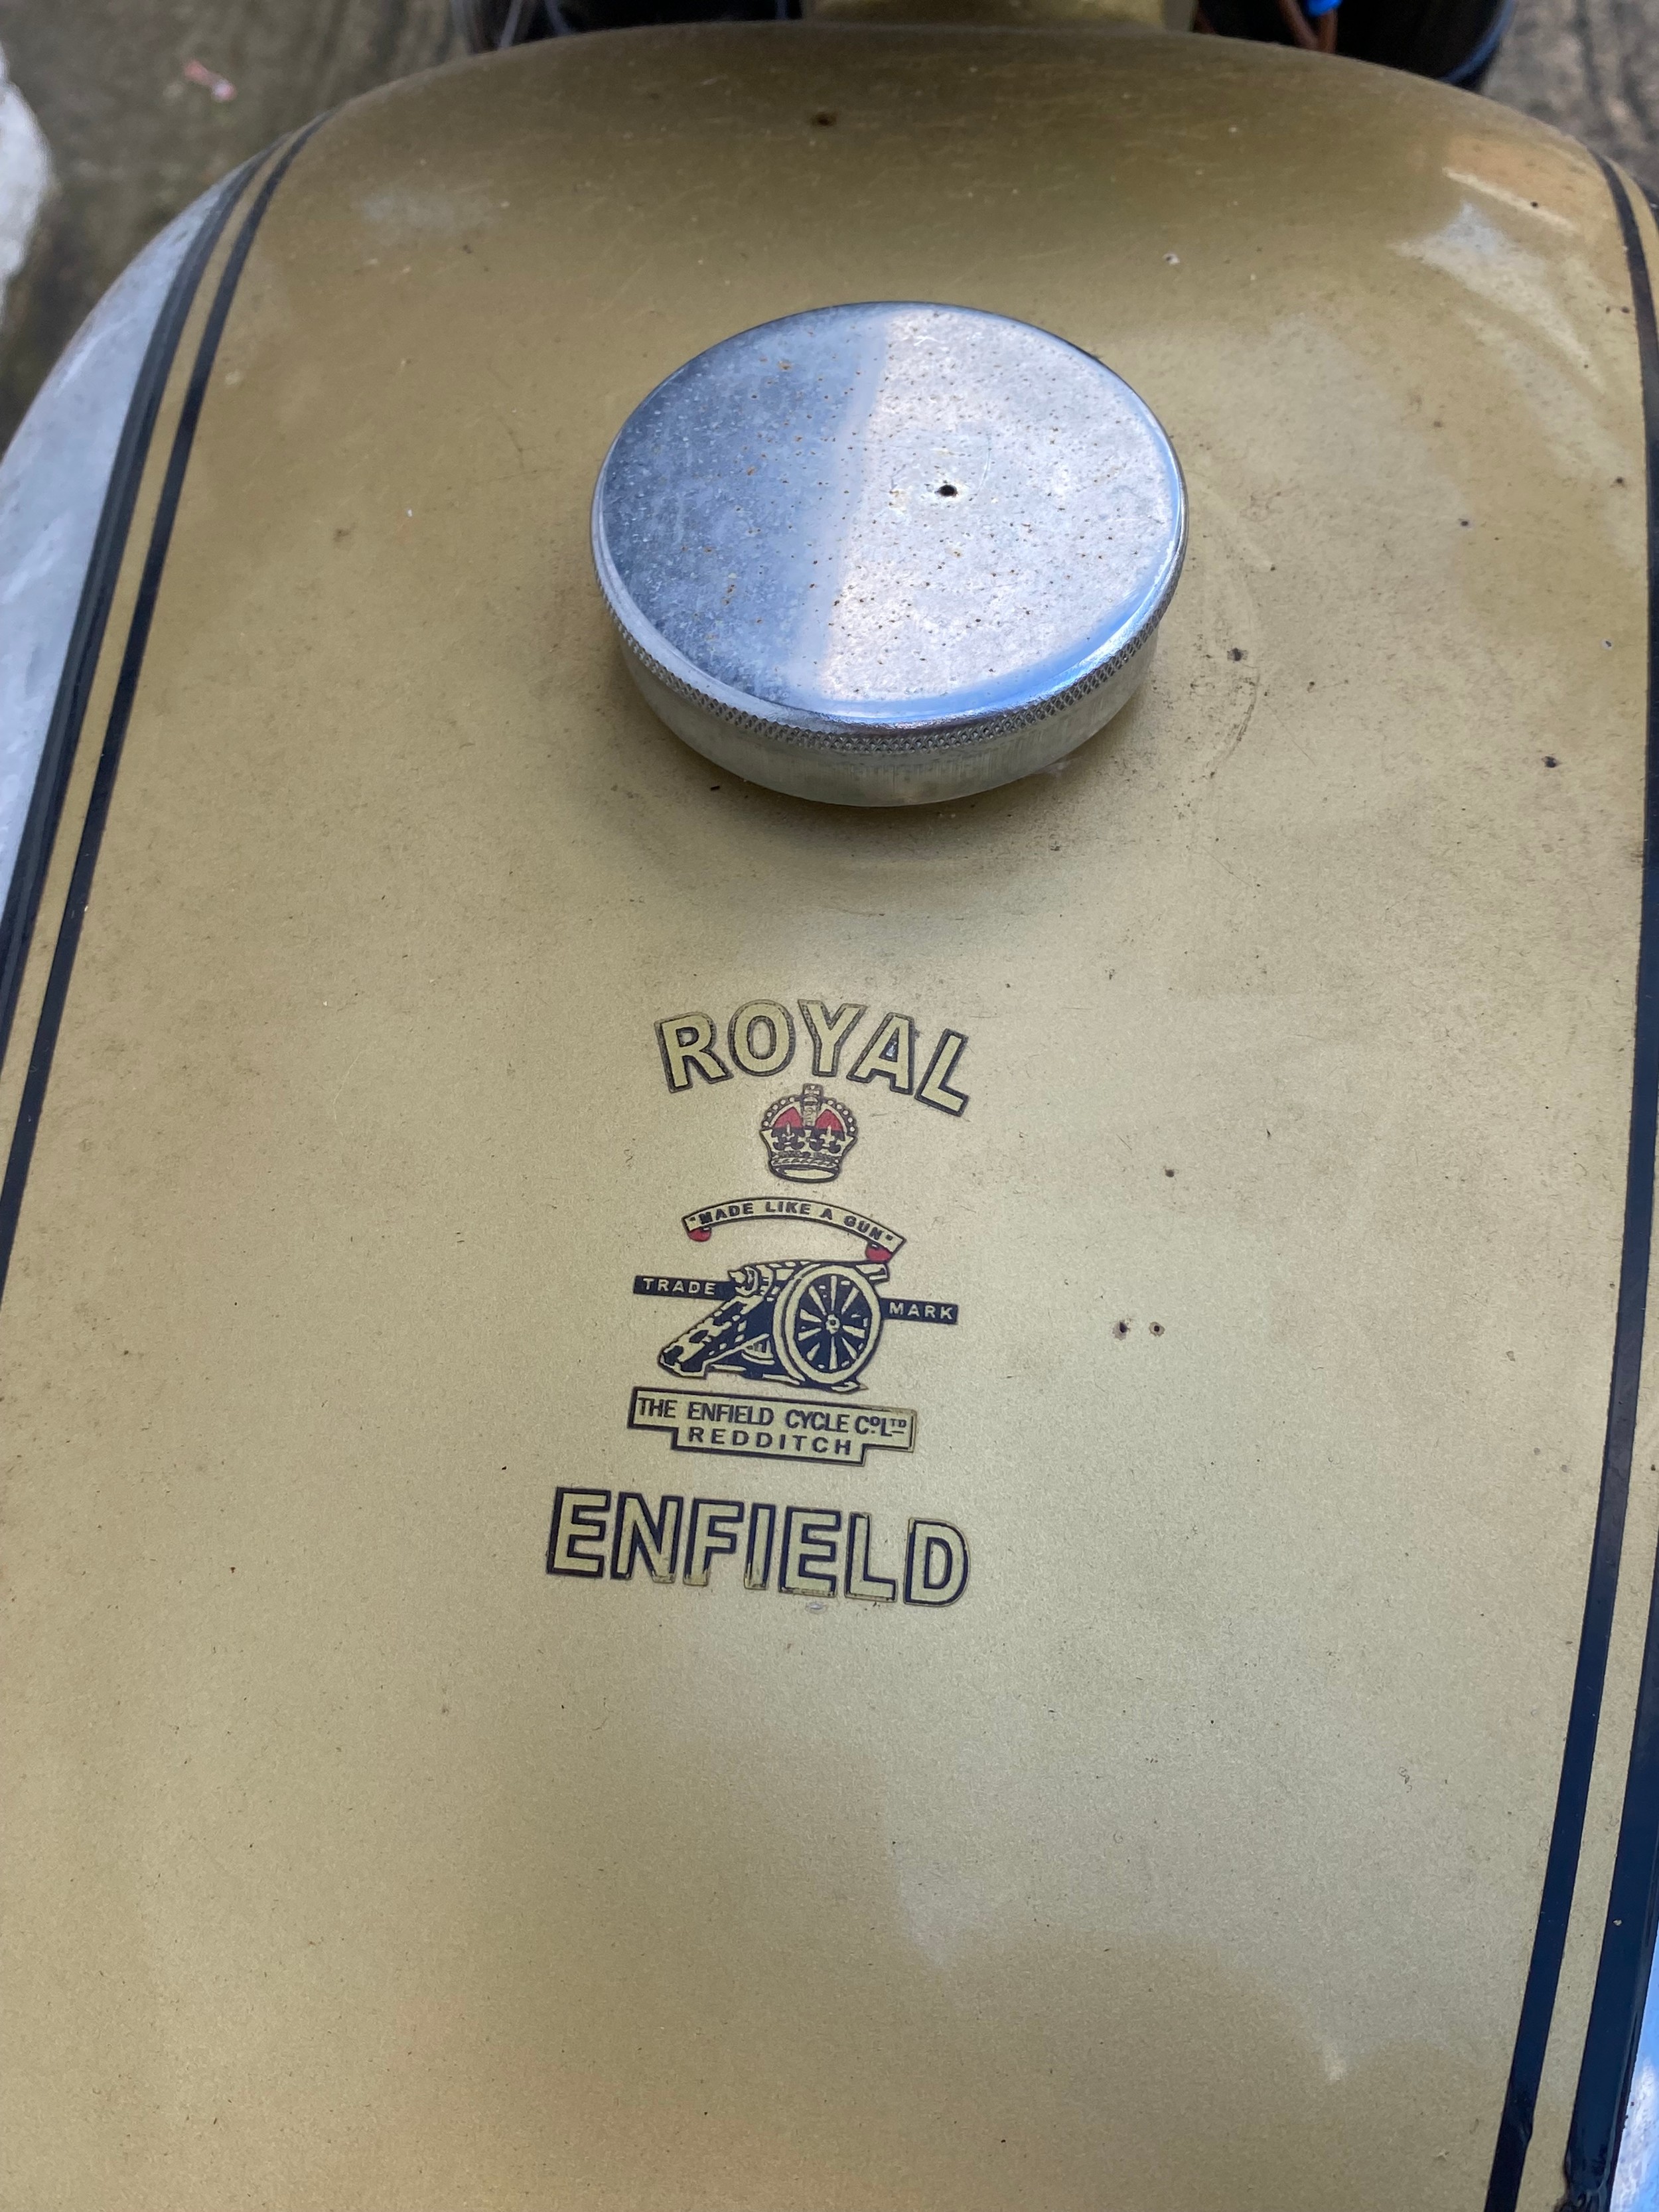 ROYAL
"MADE LIKE A GUN"
TRADE MARK
THE ENFIELD CYCLE Co. LTD
REDDITCH
ENFIELD